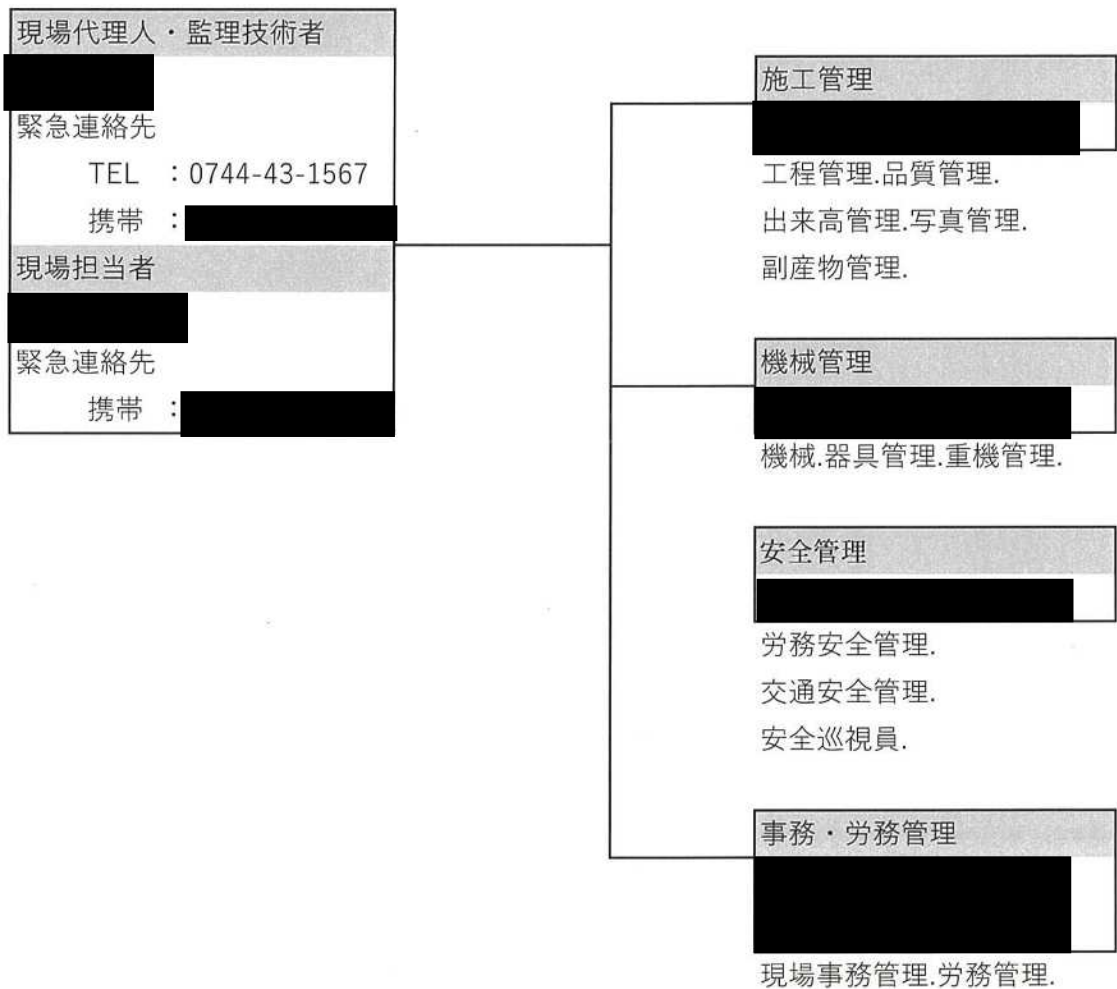 現場代理人・監理技術者
緊急連絡先
TEL ：0744-43-1567
携帯 ：
現場担当者
緊急連絡先
携帯 ：
施工管理
工程管理.品質管理.
出来高管理.写真管理.
副産物管理.
機械管理
機械.器具管理.重機管理.
安全管理
労務安全管理.
交通安全管理.
安全巡視員.
事務・労務管理
現場事務管理.労務管理.